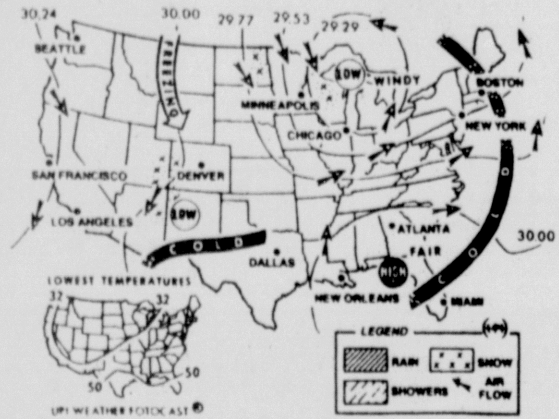 30.24 30.00 29.77 29.53 29.29
SEATTLE
FREEZING
LOW
WINDY
BOSTON
MINNEAPOLIS
NEW YORK
CHICAGO
SAN FRANCISCO
DENVER
LOW
LOS ANGELES
COLD
ATLANTA
30.00
FAIR
DALLAS
HIGH
COLD
NEW ORLEANS
MIAMI
LOWEST TEMPERATURES
32 32
50 50
LEGEND
RAIN
SNOW
SHOWERS
AIR FLOW
UPI WEATHER FOTOCAST ®